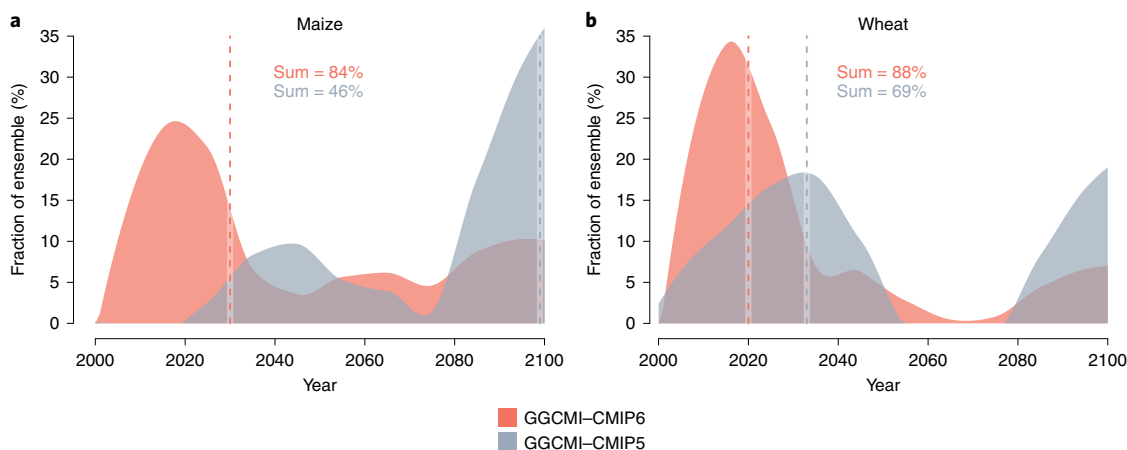 a
Maize
Fraction of ensemble (%)
35
30
25
20
15
10
5
0
Sum = 84%
Sum = 46%
2000 2020 2040 2060 2080 2100
Year
b
Wheat
Fraction of ensemble (%)
35
30
25
20
15
10
5
0
Sum = 88%
Sum = 69%
2000 2020 2040 2060 2080 2100
Year
GGCMI–CMIP6
GGCMI–CMIP5